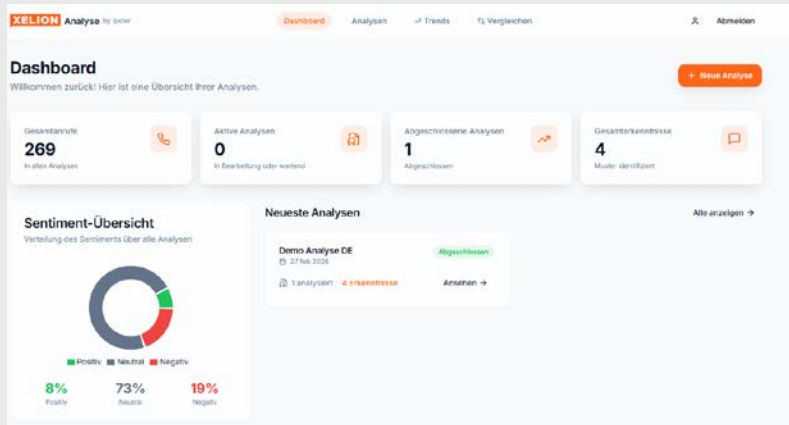 XELION Analyse by oxler
Dashboard
Analysen
Trends
Vergleichen
Abmelden
Dashboard
Willkommen zurück! Hier ist eine Übersicht Ihrer Analysen.
+ Neue Analyse
Gesamtanrufe
269
In allen Analysen
Aktive Analysen
0
In Bearbeitung oder wartend
Abgeschlossene Analysen
1
Abgeschlossen
Gesamterkenntnisse
4
Muster identifiziert
Sentiment-Übersicht
Verteilung des Sentiments über alle Analysen
Positiv Neutral Negativ
8% 73% 19%
Positiv Neutral Negativ
Neueste Analysen
Alle anzeigen →
Demo Analyse DE
Abgeschlossen
27 feb 2026
1 analysiert 4 Erkenntnisse Ansehen →